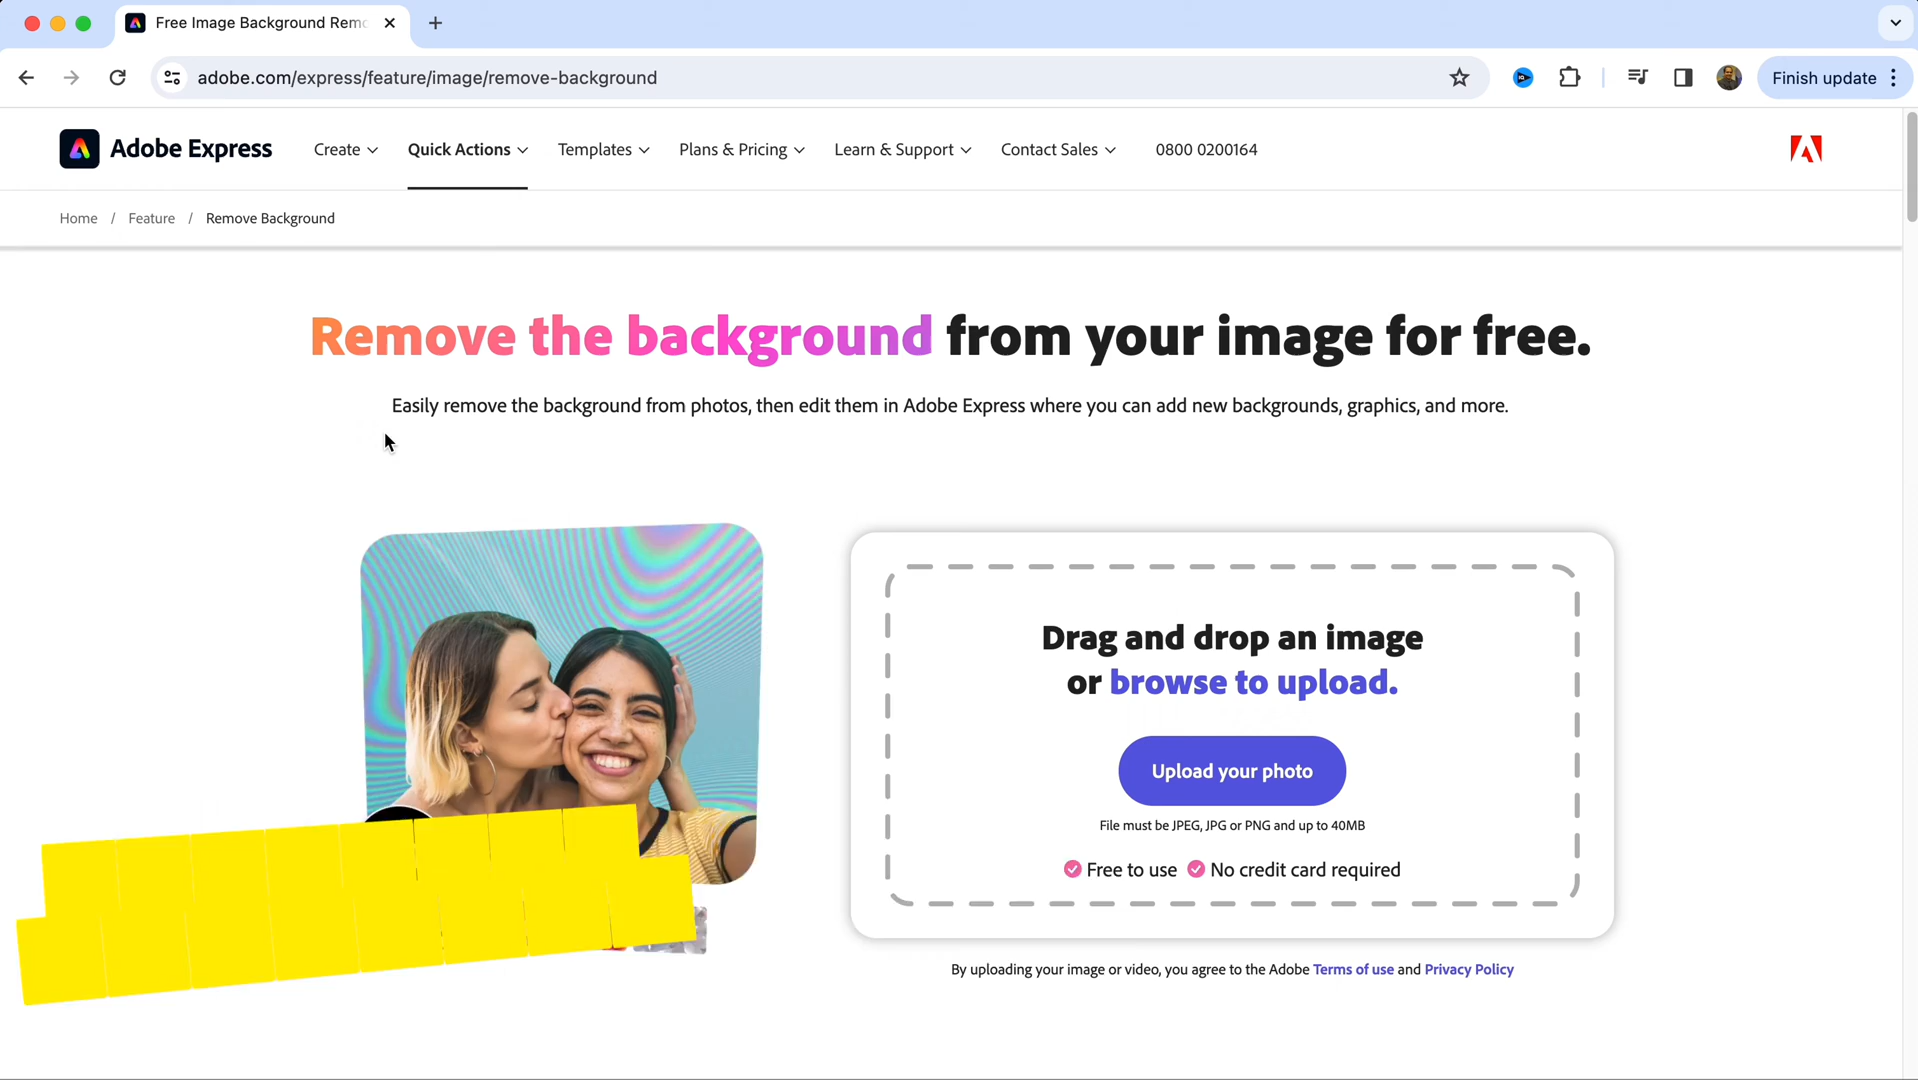 Free Image Background Rem
adobe.com/express/feature/image/remove-background
Finish update
Adobe Express
Create
Quick Actions
Templates
Plans & Pricing
Learn & Support
Contact Sales
0800 0200164
Home / Feature / Remove Background
Remove the background from your image for free.
Easily remove the background from photos, then edit them in Adobe Express where you can add new backgrounds, graphics, and more.
Drag and drop an image
or browse to upload.
Upload your photo
File must be JPEG, JPG or PNG and up to 40MB
Free to use No credit card required
By uploading your image or video, you agree to the Adobe Terms of use and Privacy Policy